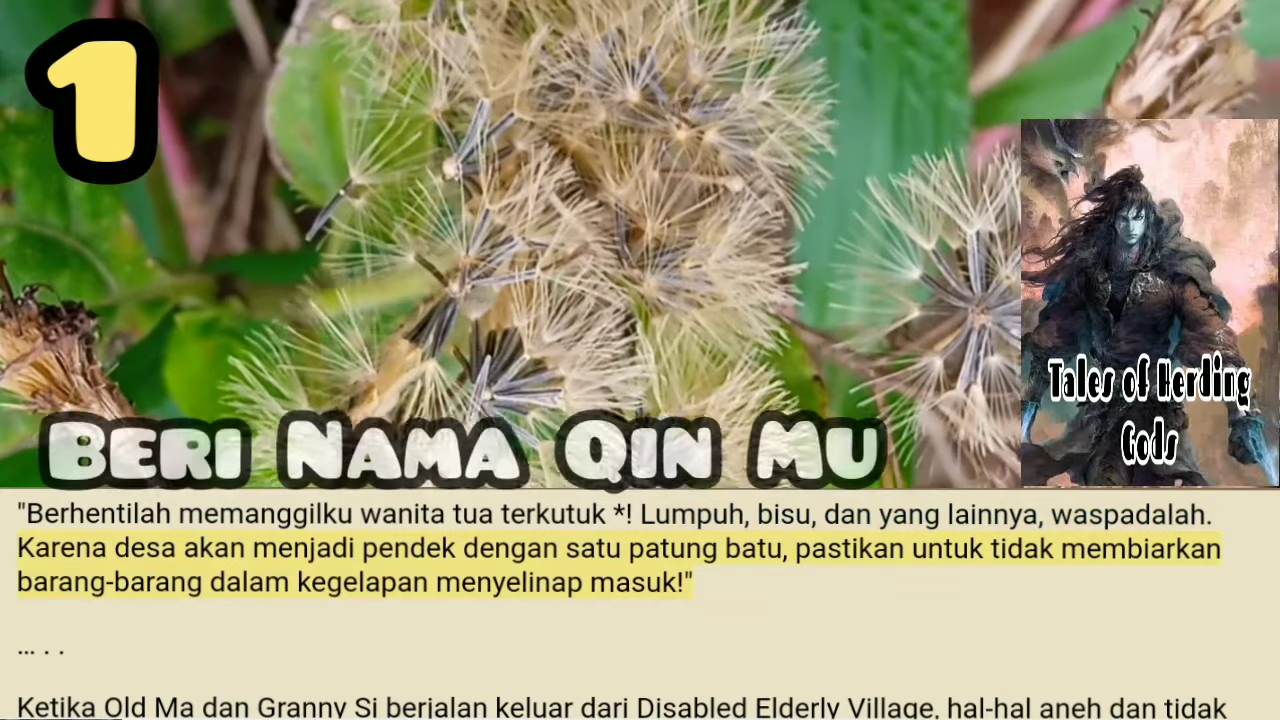 1
Tales of Herding
Gods
BERI NAMA QIN MU
"Berhentilah memanggilku wanita tua terkutuk *! Lumpuh, bisu, dan yang lainnya, waspadalah.
Karena desa akan menjadi pendek dengan satu patung batu, pastikan untuk tidak membiarkan
barang-barang dalam kegelapan menyelinap masuk!"
... . .
Ketika Old Ma dan Granny Si berjalan keluar dari Disabled Elderly Village, hal-hal aneh dan tidak